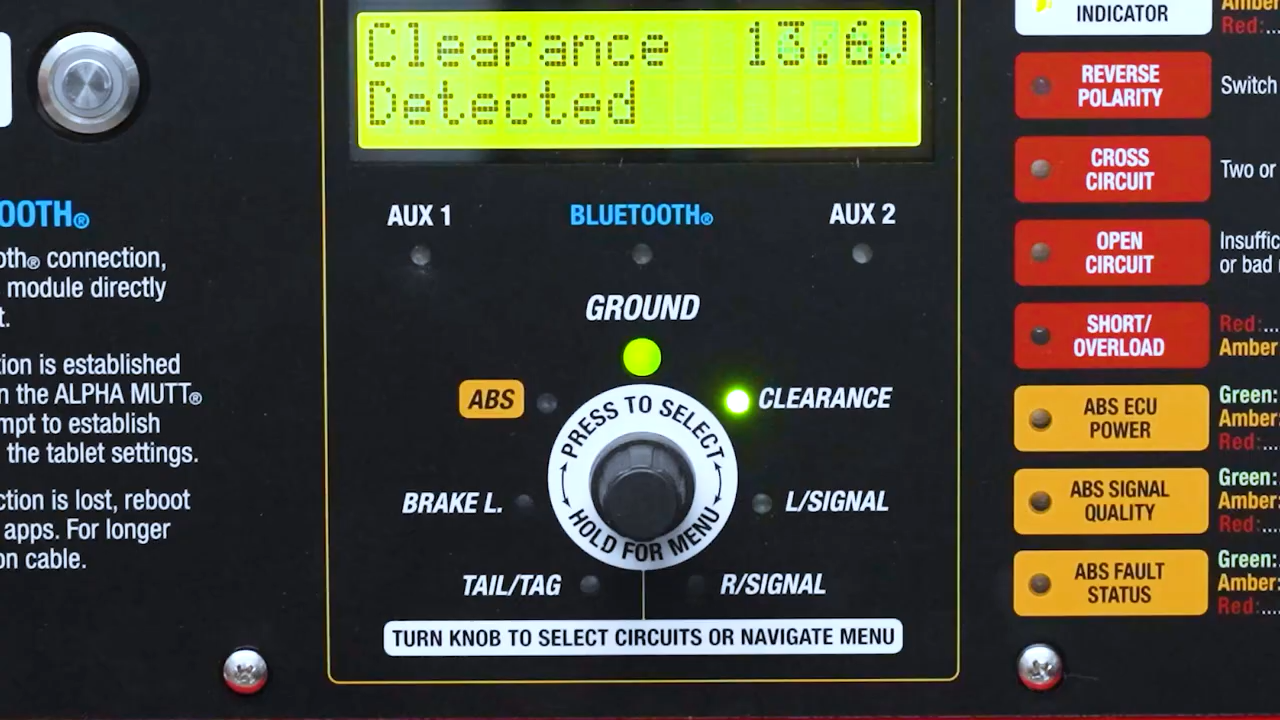 Clearance 13.6V
Detected
INDICATOR
Amber
Red:...
REVERSE
POLARITY
Switch
CROSS
CIRCUIT
Two or
OPEN
CIRCUIT
Insuffic
or bad
SHORT/
OVERLOAD
Red:...
Amber
ABS ECU
POWER
Green:
Amber:
Red:...
ABS SIGNAL
QUALITY
Green:
Amber:
Red:...
ABS FAULT
STATUS
Green:
Amber:
Red:...
OOTH®
oth® connection,
module directly
t.
tion is established
n the ALPHA MUTT®
mpt to establish
the tablet settings.
ction is lost, reboot
apps. For longer
on cable.
AUX 1
BLUETOOTH®
AUX 2
GROUND
ABS
CLEARANCE
PRESS TO SELECT
HOLD FOR MENU
BRAKE L.
L/SIGNAL
TAIL/TAG
R/SIGNAL
TURN KNOB TO SELECT CIRCUITS OR NAVIGATE MENU